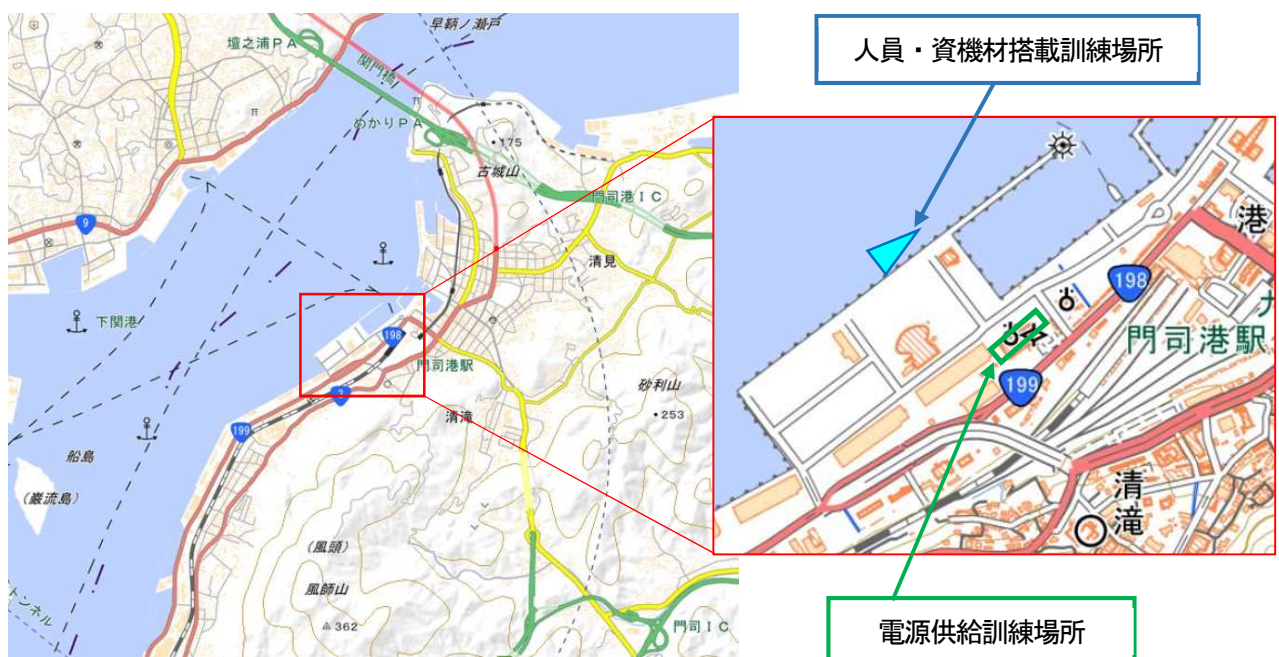 早鞆ノ瀬戸
壇之浦PA
関門橋
めかりPA
・175
古城山
門司港IC
9
清見
下関港
198
門司港駅
2
砂利山
・253
清滝
199
船島
(巌流島)
(風頭)
風師山
362
トンネル
門司IC
人員・資機材搭載訓練場所
港
198
門司港駅
199
清滝
電源供給訓練場所